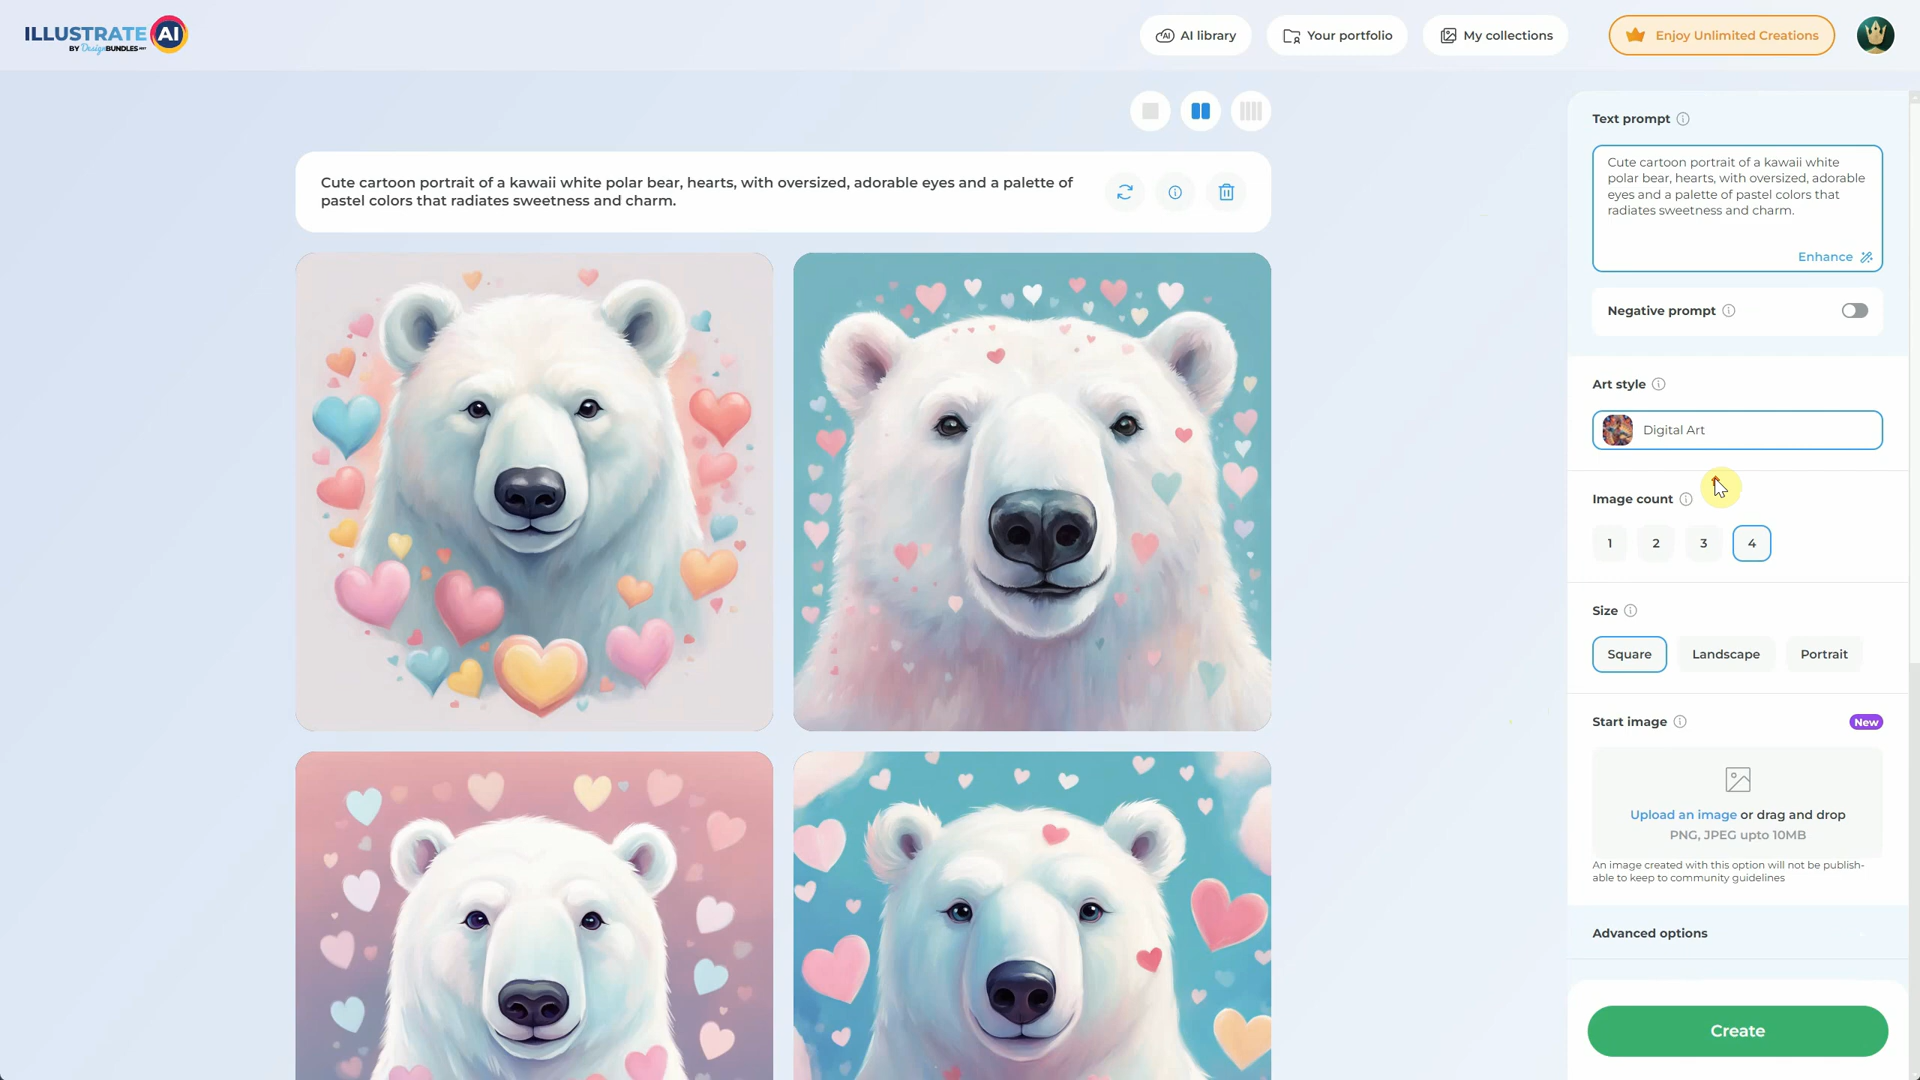 ILLUSTRATE AI
BY Design BUNDLES.NET
AI library
Your portfolio
My collections
Enjoy Unlimited Creations
Cute cartoon portrait of a kawaii white polar bear, hearts, with oversized, adorable eyes and a palette of
pastel colors that radiates sweetness and charm.
Text prompt
Cute cartoon portrait of a kawaii white
polar bear, hearts, with oversized, adorable
eyes and a palette of pastel colors that
radiates sweetness and charm.
Enhance
Negative prompt
Art style
Digital Art
Image count
1 2 3 4
Size
Square Landscape Portrait
Start image
New
Upload an image or drag and drop
PNG, JPEG upto 10MB
An image created with this option will not be publish-
able to keep to community guidelines
Advanced options
Create